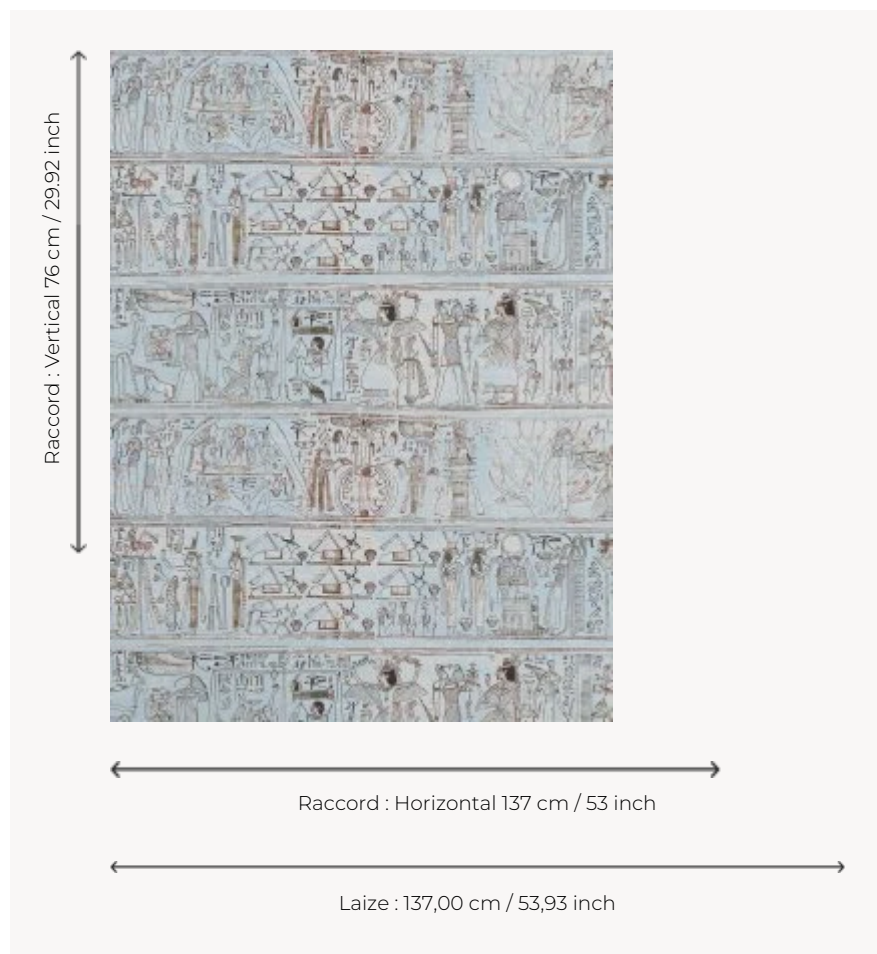 Raccord : Vertical 76 cm / 29.92 inch
Raccord : Horizontal 137 cm / 53 inch
Laize : 137,00 cm / 53,93 inch